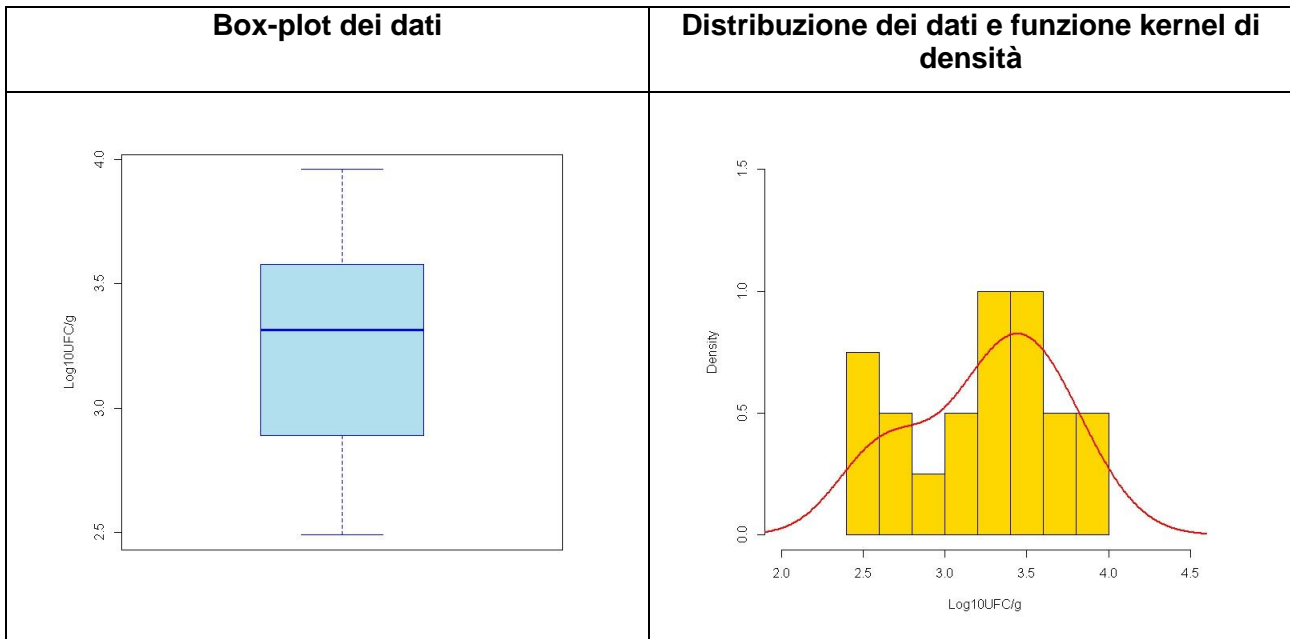 Box-plot dei dati
Distribuzione dei dati e funzione kernel di
densità
4.0
3.5
3.0
2.5
Log10UFC/g
1.5
1.0
0.5
0.0
Density
2.0 2.5 3.0 3.5 4.0 4.5
Log10UFC/g